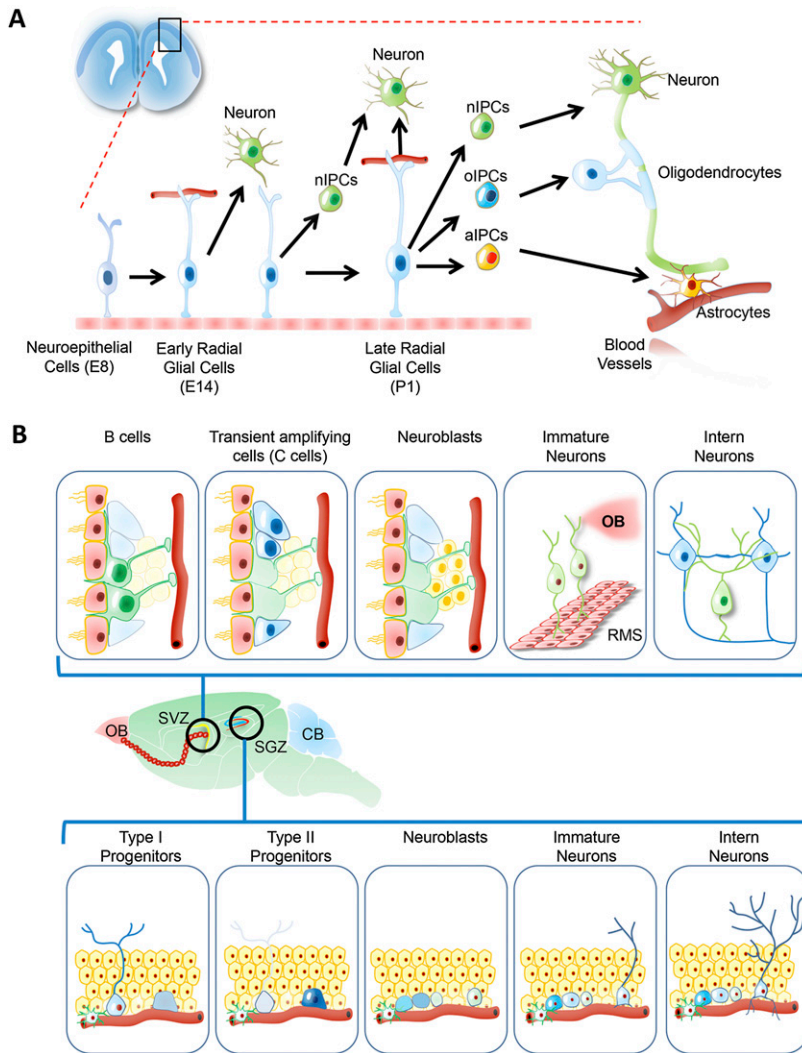 A
Neuron
Neuron
nIPCs
nIPCs
oIPCs
aIPCs
Neuron
Oligodendrocytes
Astrocytes
Blood
Vessels
Neuroepithelial
Cells (E8)
Early Radial
Glial Cells
(E14)
Late Radial
Glial Cells
(P1)
B
B cells
Transient amplifying
cells (C cells)
Neuroblasts
Immature
Neurons
Intern
Neurons
OB
RMS
OB
SVZ
SGZ
CB
Type I
Progenitors
Type II
Progenitors
Neuroblasts
Immature
Neurons
Intern
Neurons